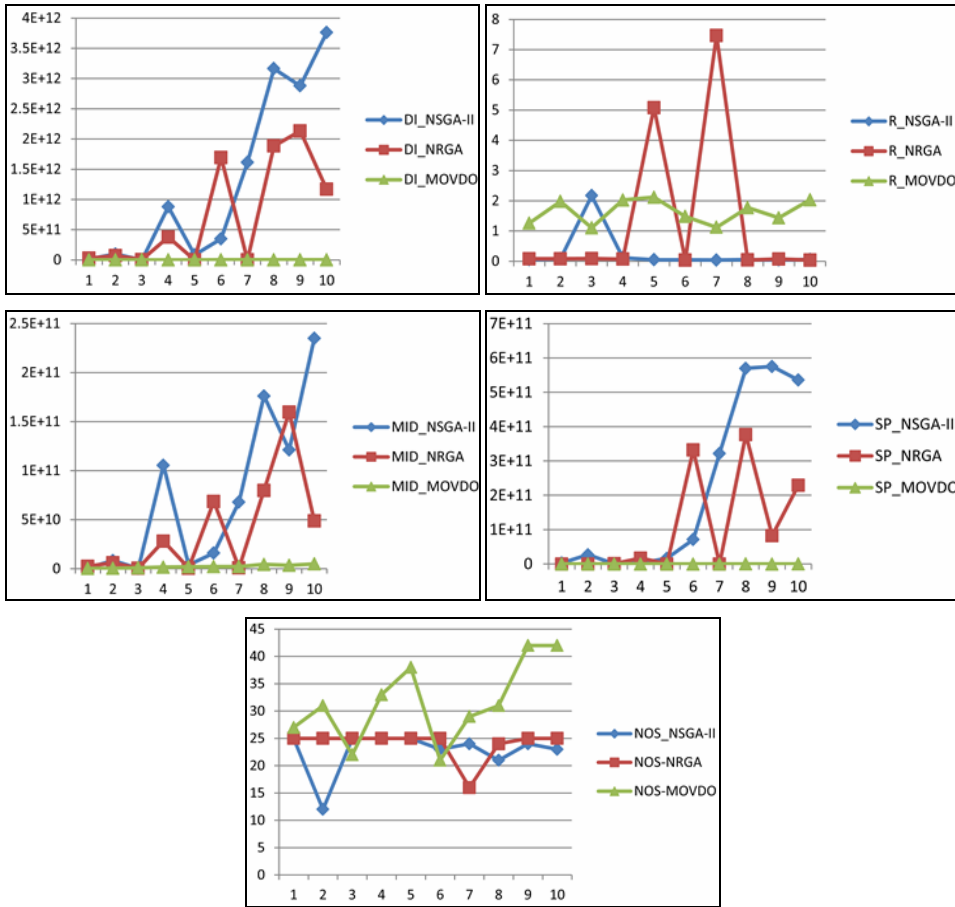 4E+12
3.5E+12
3E+12
2.5E+12
2E+12
1.5E+12
1E+12
5E+11
0
1 2 3 4 5 6 7 8 9 10
DI_NSGA-II
DI_NRGA
DI_MOVDO
8
7
6
5
4
3
2
1
0
1 2 3 4 5 6 7 8 9 10
R_NSGA-II
R_NRGA
R_MOVDO
2.5E+11
2E+11
1.5E+11
1E+11
5E+10
0
1 2 3 4 5 6 7 8 9 10
MID_NSGA-II
MID_NRGA
MID_MOVDO
7E+11
6E+11
5E+11
4E+11
3E+11
2E+11
1E+11
0
1 2 3 4 5 6 7 8 9 10
SP_NSGA-II
SP_NRGA
SP_MOVDO
45
40
35
30
25
20
15
10
5
0
1 2 3 4 5 6 7 8 9 10
NOS_NSGA-II
NOS-NRGA
NOS-MOVDO